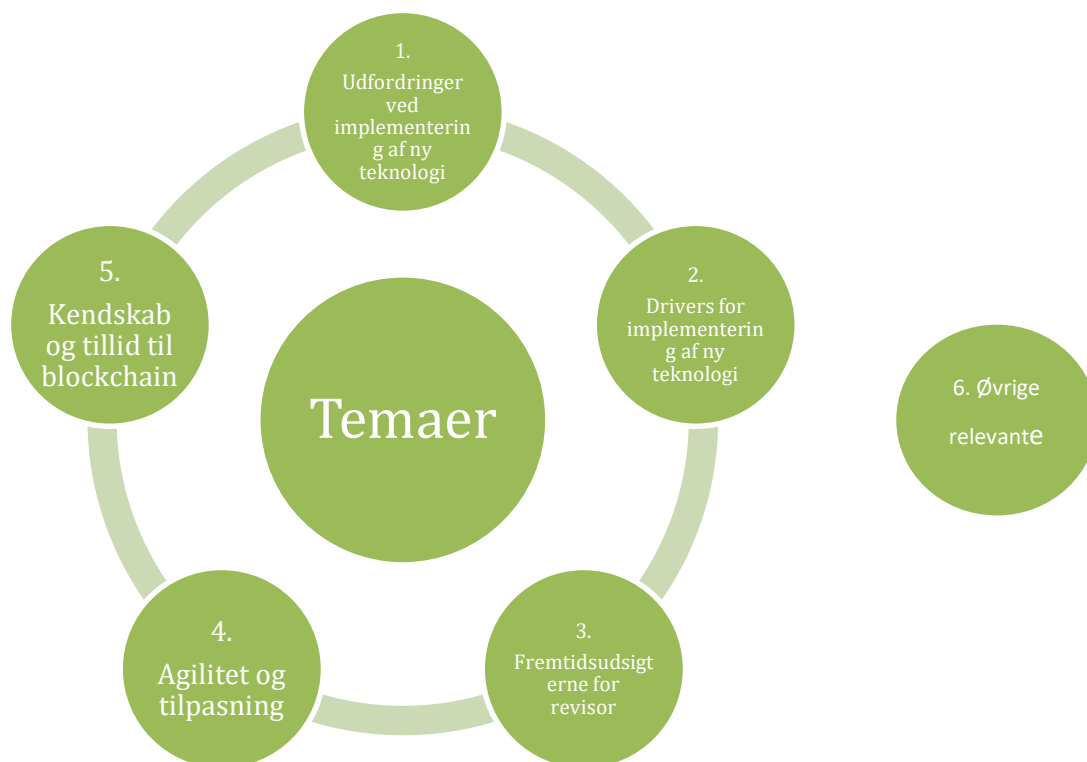 1.
Udfordringer
ved
implementerin
g af ny
teknologi
2.
Drivers for
implementerin
g af ny
teknologi
3.
Fremtidsudsigt
erne for
revisor
4.
Agilitet og
tilpasning
5.
Kendskab
og tillid til
blockchain
Temaer
6. Øvrige
relevante